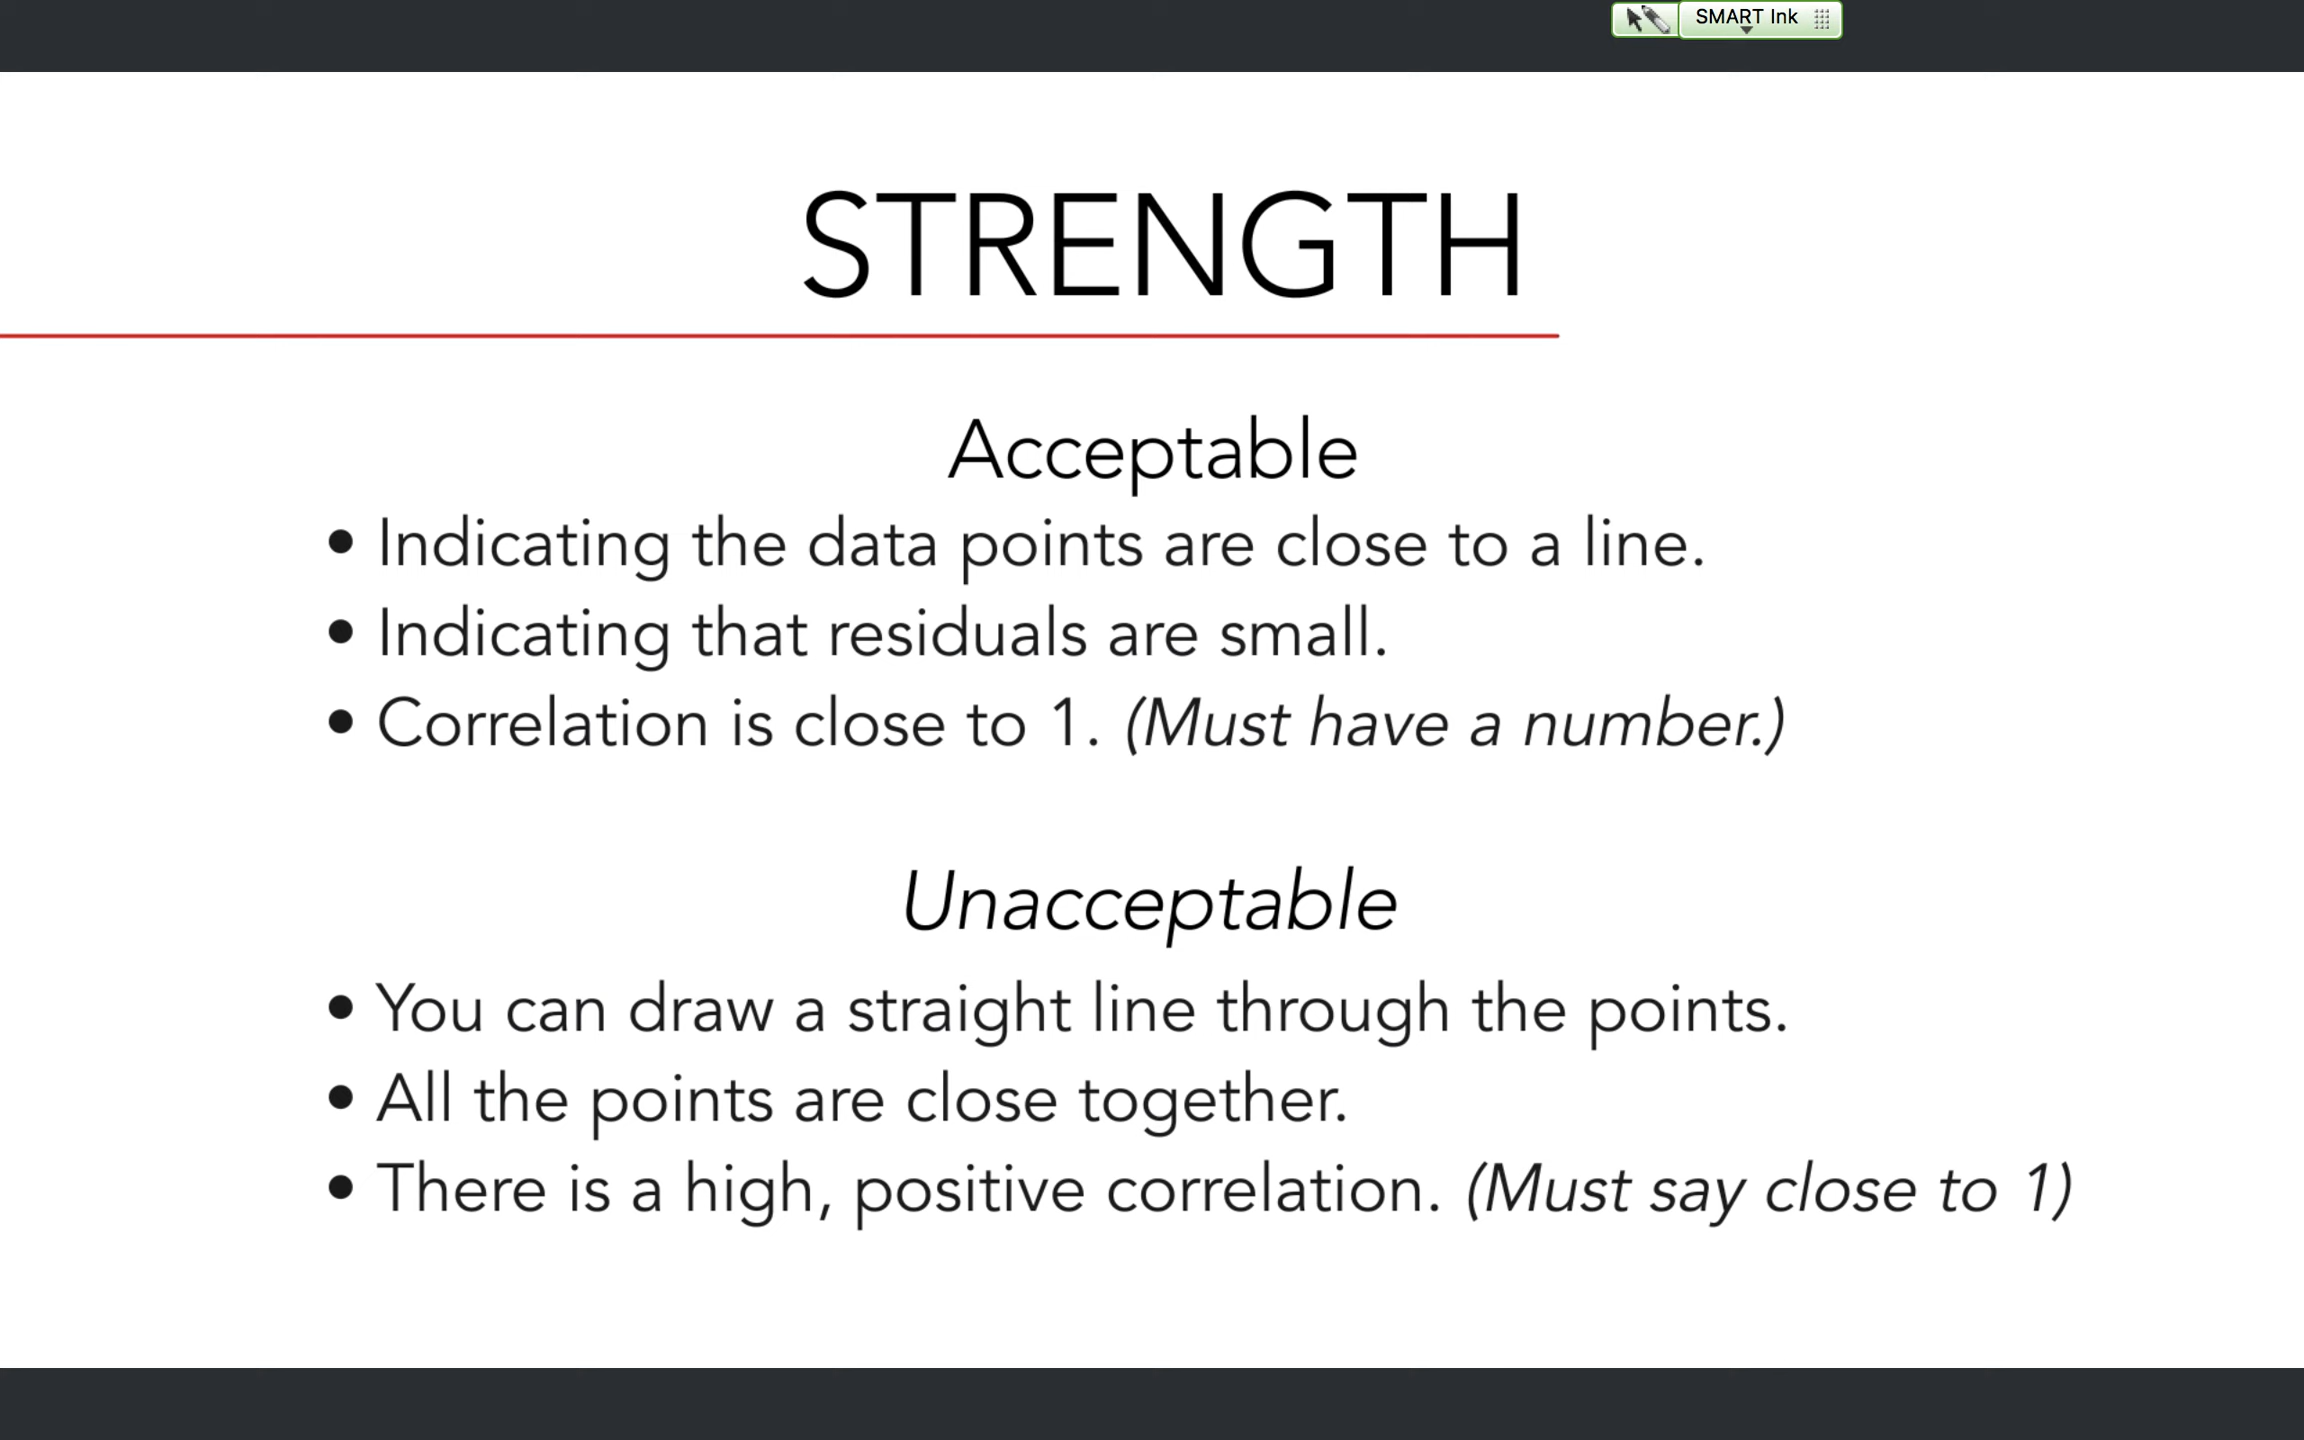 SMART Ink
STRENGTH
Acceptable
• Indicating the data points are close to a line.
• Indicating that residuals are small.
• Correlation is close to 1. (Must have a number.)
Unacceptable
• You can draw a straight line through the points.
• All the points are close together.
• There is a high, positive correlation. (Must say close to 1)